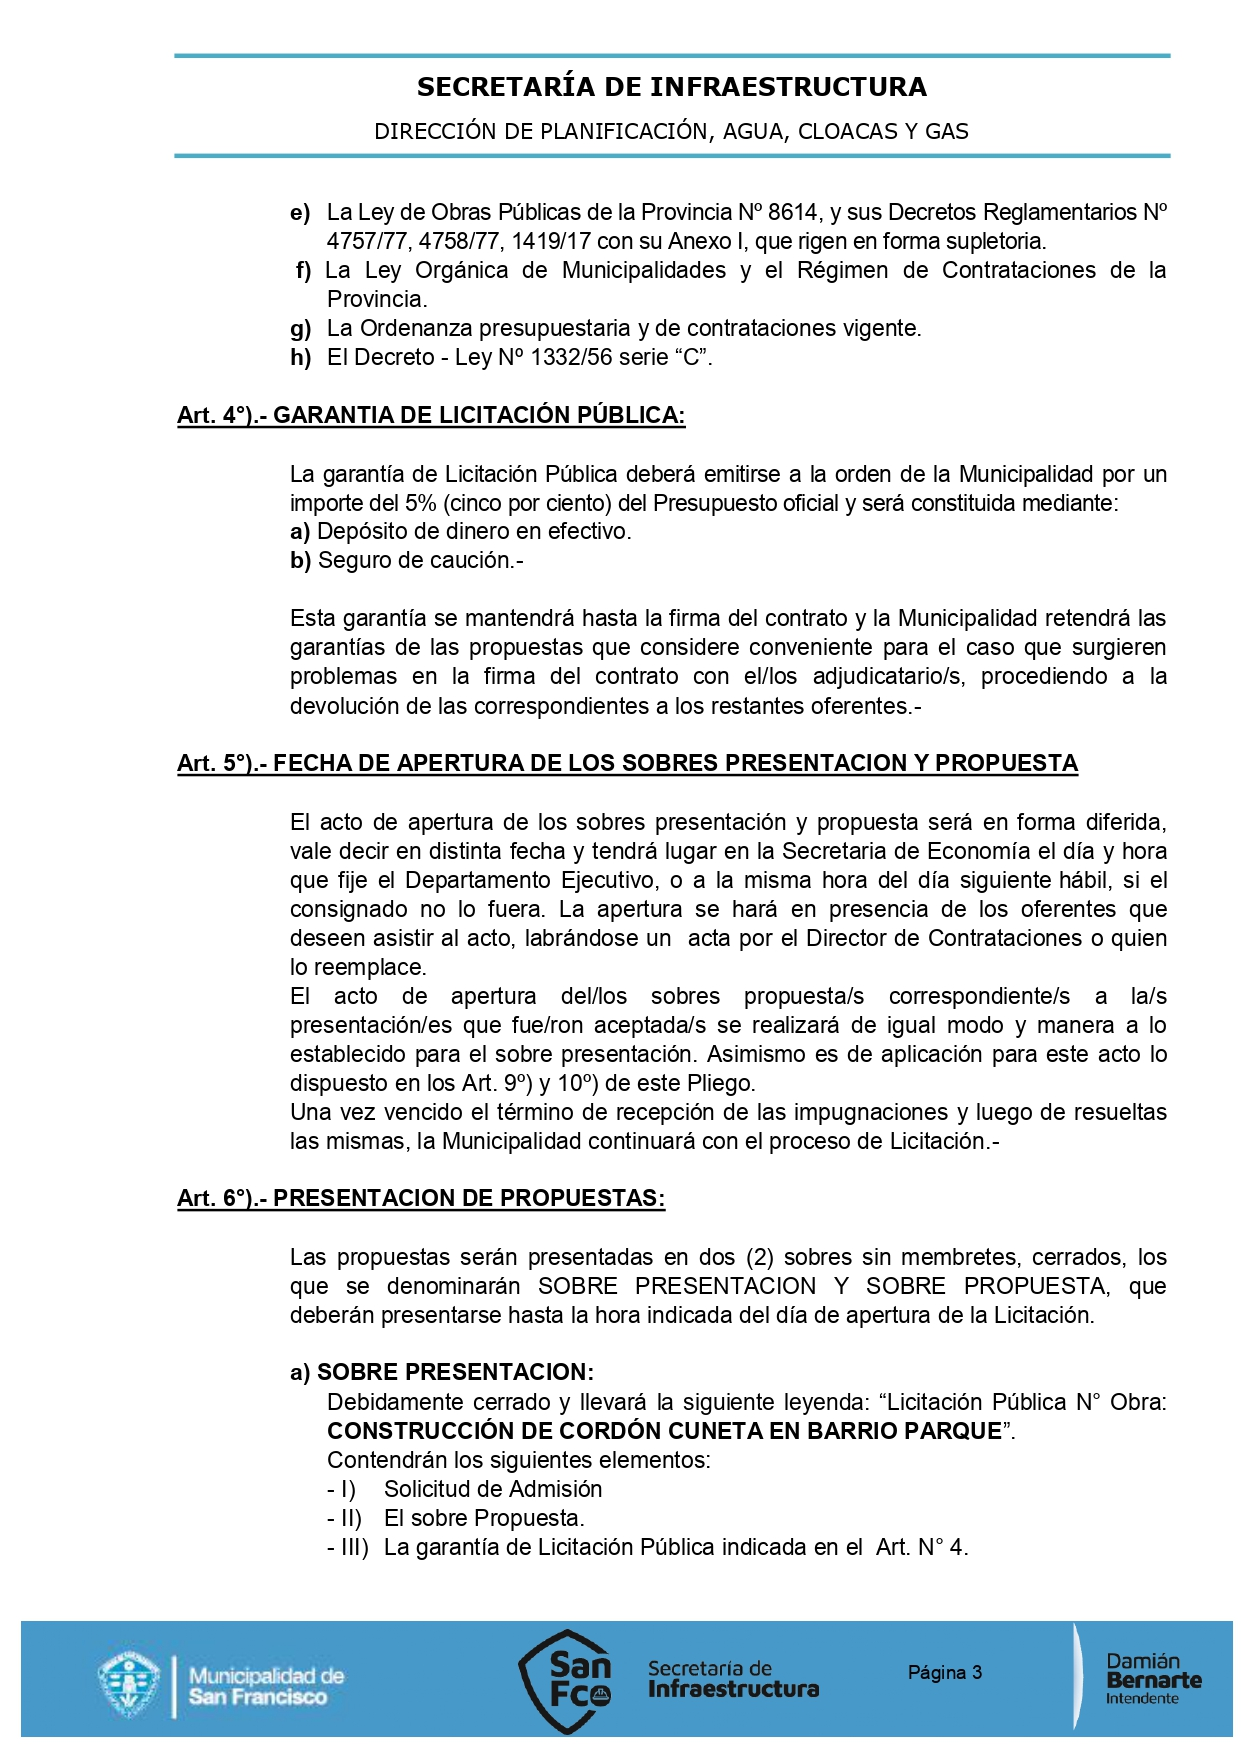 SECRETARÍA DE INFRAESTRUCTURA
DIRECCIÓN DE PLANIFICACIÓN, AGUA, CLOACAS Y GAS
e) La Ley de Obras Públicas de la Provincia Nº 8614, y sus Decretos Reglamentarios Nº
4757/77, 4758/77, 1419/17 con su Anexo I, que rigen en forma supletoria.
f) La Ley Orgánica de Municipalidades y el Régimen de Contrataciones de la
Provincia.
g) La Ordenanza presupuestaria y de contrataciones vigente.
h) El Decreto - Ley Nº 1332/56 serie “C”.
Art. 4°).- GARANTIA DE LICITACIÓN PÚBLICA:
La garantía de Licitación Pública deberá emitirse a la orden de la Municipalidad por un
importe del 5% (cinco por ciento) del Presupuesto oficial y será constituida mediante:
a) Depósito de dinero en efectivo.
b) Seguro de caución.-
Esta garantía se mantendrá hasta la firma del contrato y la Municipalidad retendrá las
garantías de las propuestas que considere conveniente para el caso que surgieren
problemas en la firma del contrato con el/los adjudicatario/s, procediendo a la
devolución de las correspondientes a los restantes oferentes.-
Art. 5°).- FECHA DE APERTURA DE LOS SOBRES PRESENTACION Y PROPUESTA
El acto de apertura de los sobres presentación y propuesta será en forma diferida,
vale decir en distinta fecha y tendrá lugar en la Secretaria de Economía el día y hora
que fije el Departamento Ejecutivo, o a la misma hora del día siguiente hábil, si el
consignado no lo fuera. La apertura se hará en presencia de los oferentes que
deseen asistir al acto, labrándose un  acta por el Director de Contrataciones o quien
lo reemplace.
El acto de apertura del/los sobres propuesta/s correspondiente/s a la/s
presentación/es que fue/ron aceptada/s se realizará de igual modo y manera a lo
establecido para el sobre presentación. Asimismo es de aplicación para este acto lo
dispuesto en los Art. 9º) y 10º) de este Pliego.
Una vez vencido el término de recepción de las impugnaciones y luego de resueltas
las mismas, la Municipalidad continuará con el proceso de Licitación.-
Art. 6°).- PRESENTACION DE PROPUESTAS:
Las propuestas serán presentadas en dos (2) sobres sin membretes, cerrados, los
que se denominarán SOBRE PRESENTACION Y SOBRE PROPUESTA, que
deberán presentarse hasta la hora indicada del día de apertura de la Licitación.
a) SOBRE PRESENTACION:
Debidamente cerrado y llevará la siguiente leyenda: “Licitación Pública N° Obra:
CONSTRUCCIÓN DE CORDÓN CUNETA EN BARRIO PARQUE”.
Contendrán los siguientes elementos:
- I) Solicitud de Admisión
- II) El sobre Propuesta.
- III) La garantía de Licitación Pública indicada en el  Art. N° 4.
Municipalidad de
San Francisco
San
Fco
Secretaría de
Infraestructura
Página 3
Damián
Bernarte
Intendente